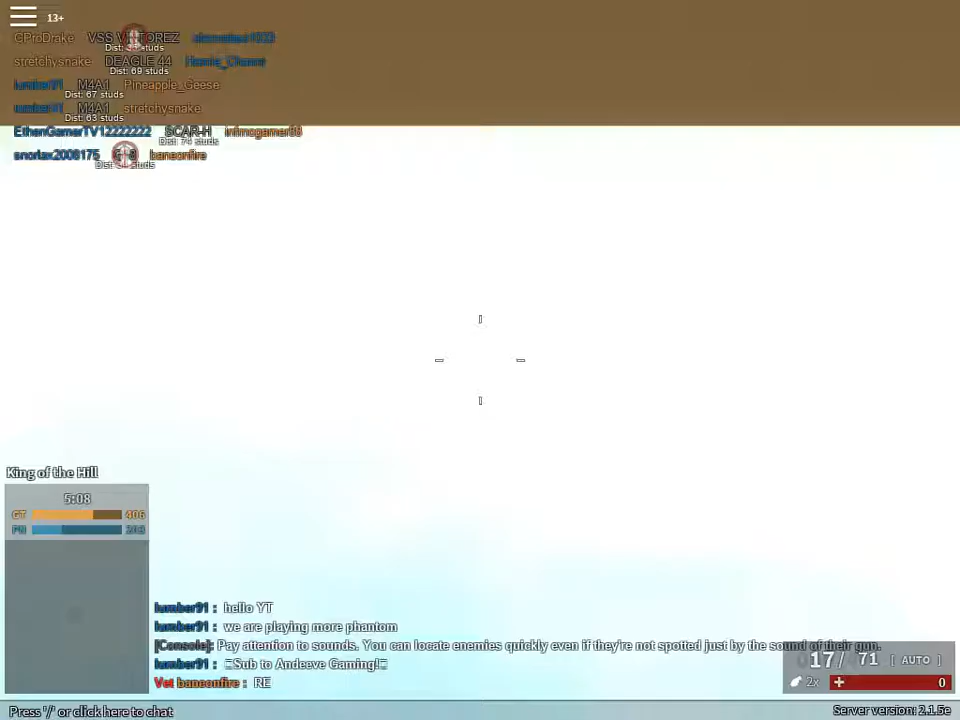 13+
CProDrake VSS VINTOREZ
studs
stretchysnake DEAGLE 44
Dist: 69 studs
lumber91 M4A1 Pineapple_Geese
Dist: 67 studs
lumber91 M4A1 stretchysnake
Dist: 63 studs
EthanGamerTV12222222 SCAR-H
Dist: 74 studs
snorlax2006175 baneonfire
studs
King of the Hill
5:08
GT 406
PH
lumber91 : hello YT
lumber91 : we are playing more phantom
[Console]: Pay attention to sounds. You can locate enemies quickly even if they're not spotted just by the sound of their gun.
lumber91 : Sub to Andeeve Gaming!
Vet baneonfire : RE
17/ 71 [ AUTO ]
2x 0
Press '/' or click here to chat
Server version: 2.1.5e